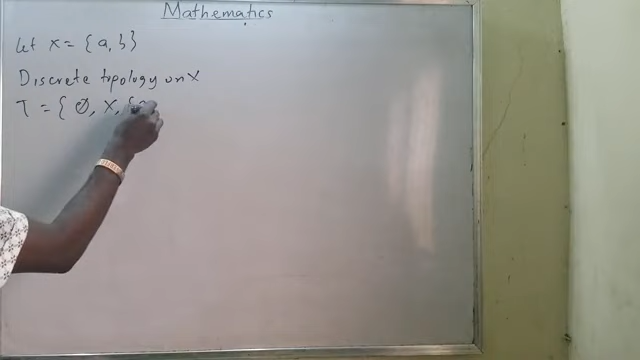 Mathematics
Let X = {a, b}
Discrete topology on X
T = { Ø, X, {a